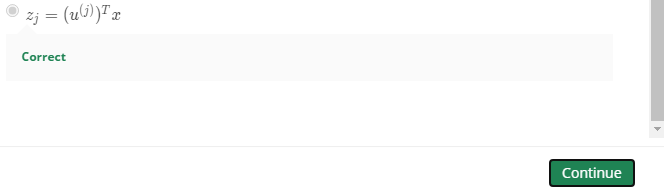 z_j = (u^{(j)})^T x
Correct
Continue